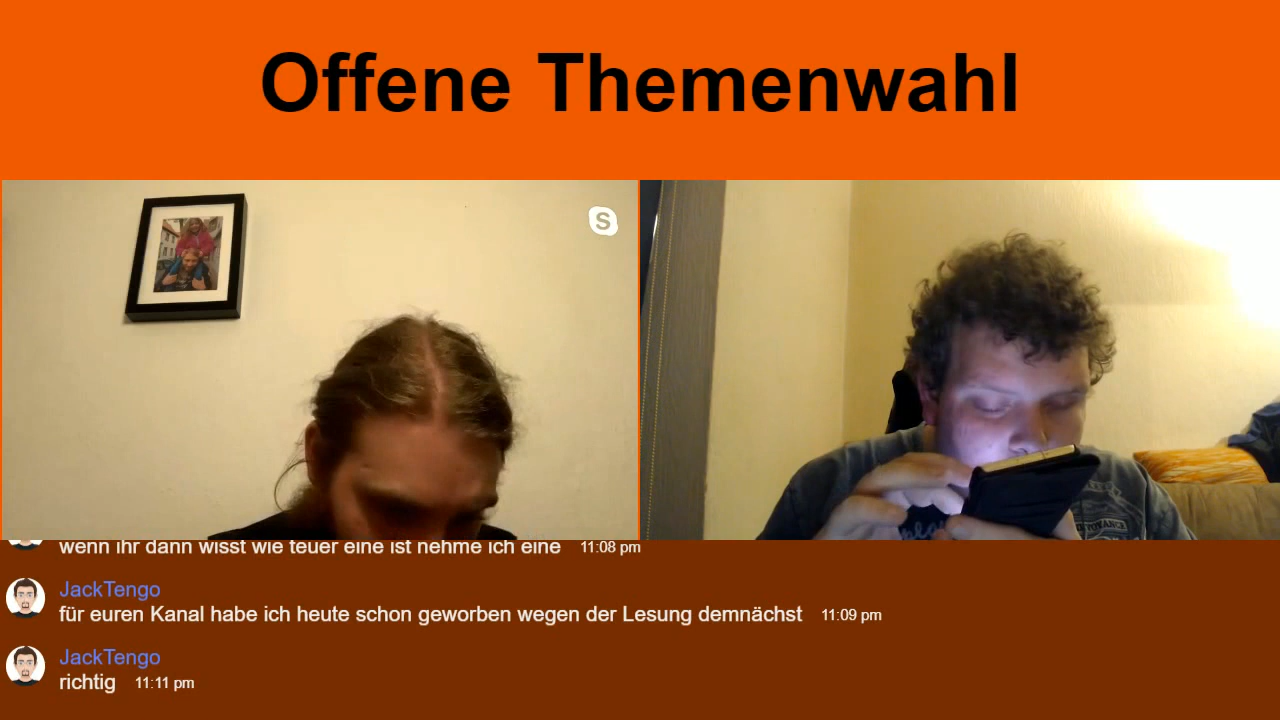 Offene Themenwahl
S
wenn ihr dann wisst wie teuer eine ist nehme ich eine 11:08 pm
JackTengo
für euren Kanal habe ich heute schon geworben wegen der Lesung demnächst 11:09 pm
JackTengo
richtig 11:11 pm